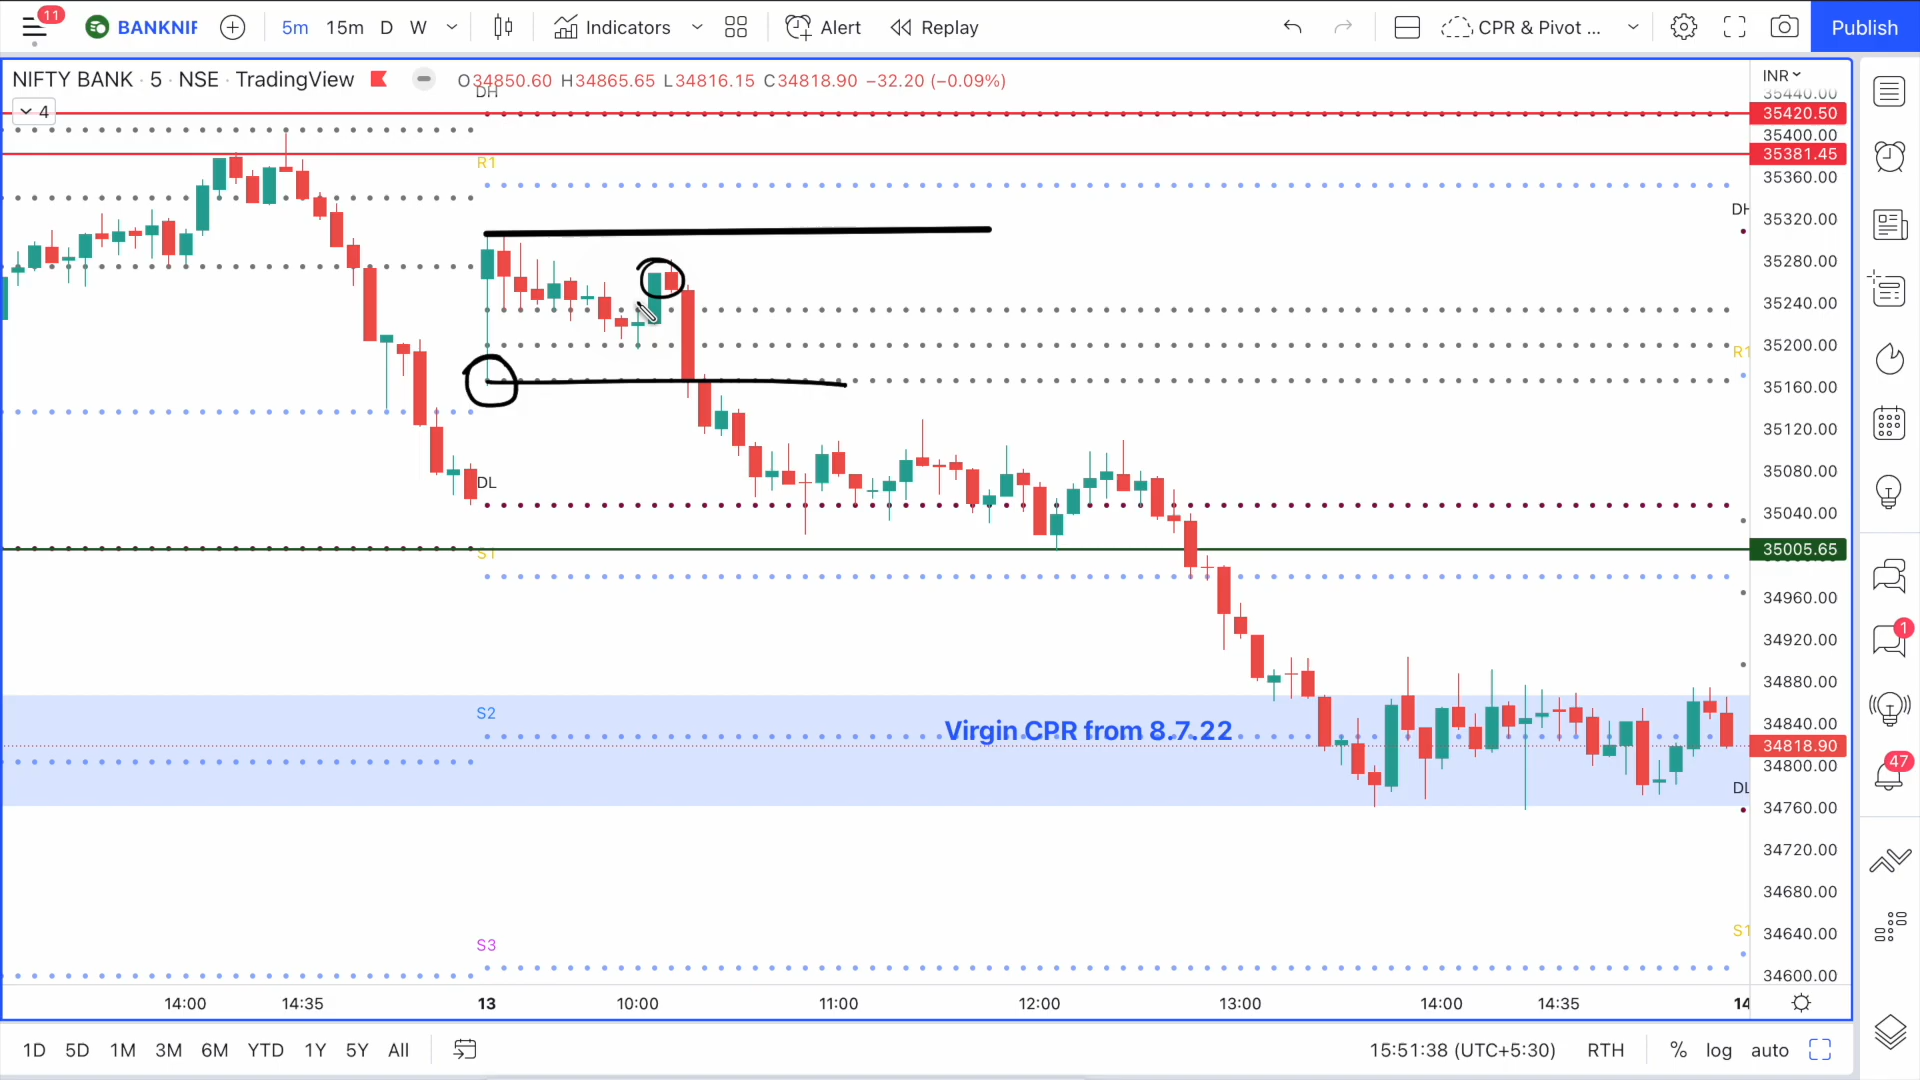 11 BANKNIF 5m 15m D W Indicators Alert Replay CPR & Pivot ... Publish
NIFTY BANK · 5 · NSE · TradingView O34850.60 H34865.65 L34816.15 C34818.90 −32.20 (−0.09%)
INR
4
DH
R1
DL
S1
S2
Virgin CPR from 8.7.22
S3
DH
R1
DL
S1
35440.00
35420.50
35400.00
35381.45
35360.00
35320.00
35280.00
35240.00
35200.00
35160.00
35120.00
35080.00
35040.00
35005.65
34960.00
34920.00
34880.00
34840.00
34818.90
34800.00
34760.00
34720.00
34680.00
34640.00
34600.00
1
47
14:00 14:35 13 10:00 11:00 12:00 13:00 14:00 14:35 14
1D 5D 1M 3M 6M YTD 1Y 5Y All 15:51:38 (UTC+5:30) RTH % log auto